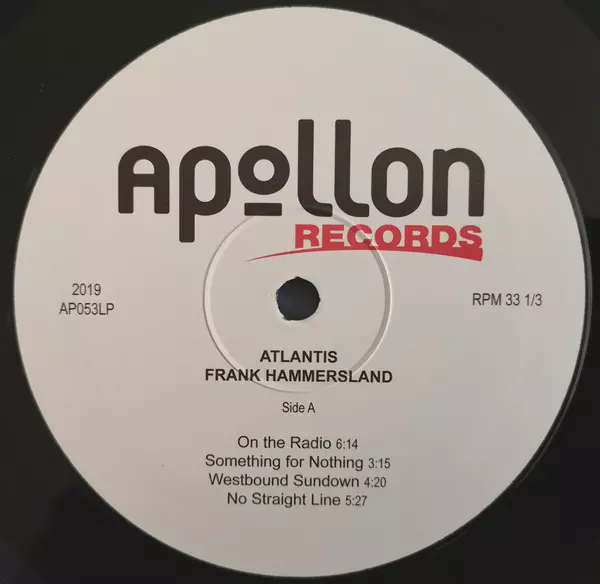 apollon
RECORDS
2019
AP053LP
RPM 33 1/3
ATLANTIS
FRANK HAMMERSLAND
Side A
On the Radio 6:14
Something for Nothing 3:15
Westbound Sundown 4:20
No Straight Line 5:27